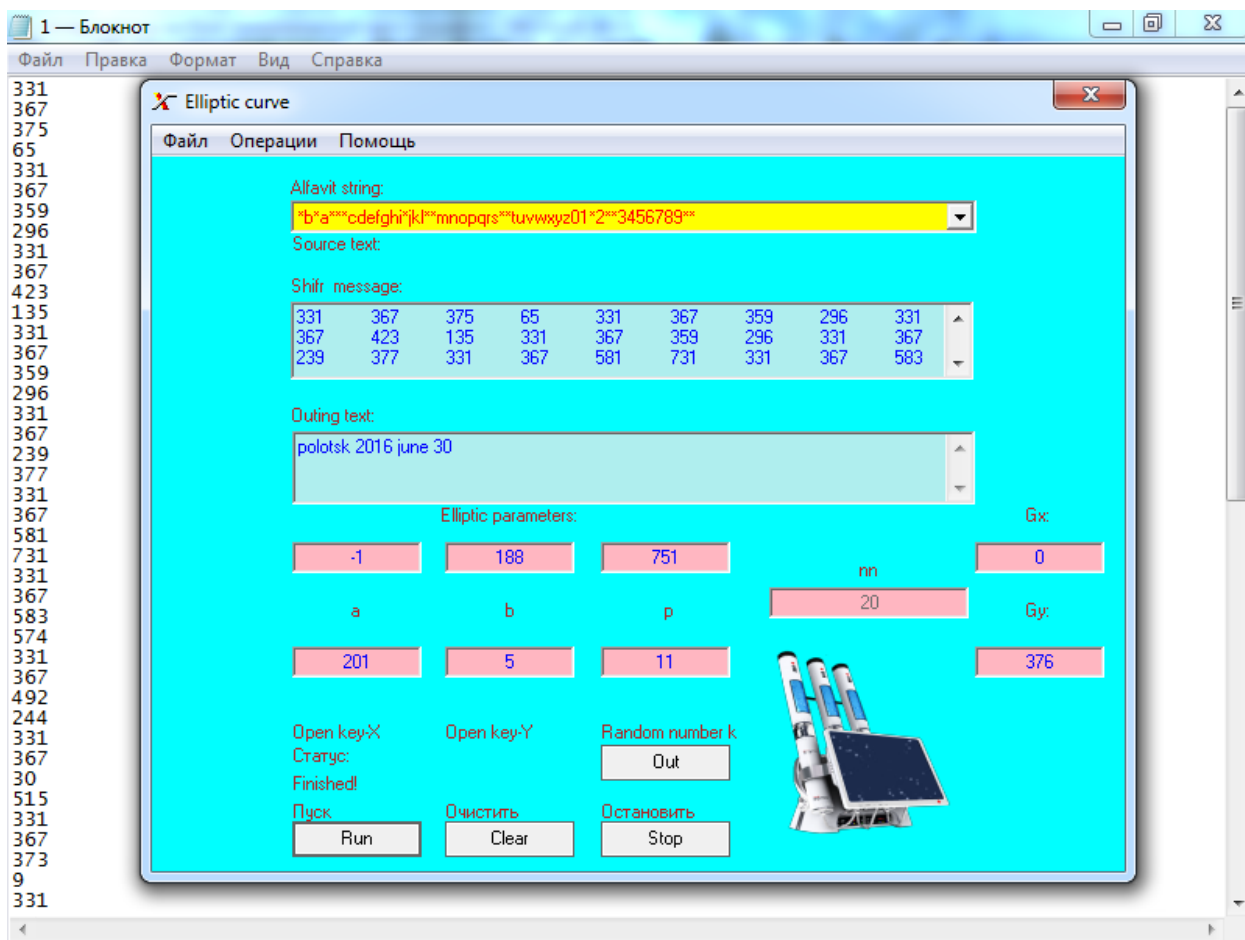 1 — Блокнот
Файл Правка Формат Вид Справка
331
367
375
65
331
367
359
296
331
367
423
135
331
367
359
296
331
367
239
377
331
367
581
731
331
367
583
574
331
367
492
244
331
367
30
515
331
367
373
9
331
Elliptic curve
Файл Операции Помощь
Alfavit string:
*b*a***cdefghi*jkl**mnopqrs**tuvwxyz01*2**3456789**
Source text:
Shifr message:
331 367 375 65 331 367 359 296 331
367 423 135 331 367 359 296 331 367
239 377 331 367 581 731 331 367 583
Outing text:
polotsk 2016 june 30
Elliptic parameters: Gx:
-1 188 751 0
nn
20
a b p Gy:
201 5 11 376
Open key-X Open key-Y Random number k
Статус: Out
Finished!
Пуск Очистить Остановить
Run Clear Stop